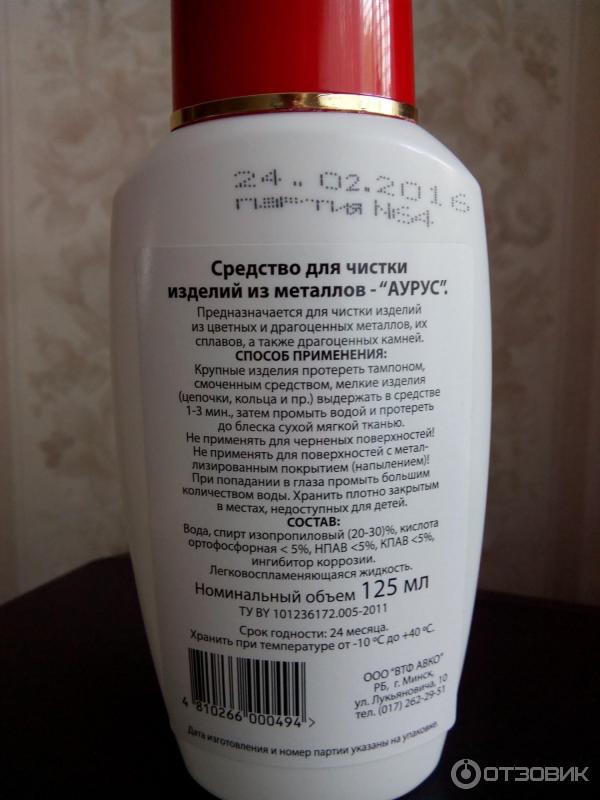 24.02.2016
ПАРТИЯ N64
Средство для чистки
изделий из металлов - “АУРУС”.
Предназначается для чистки изделий
из цветных и драгоценных металлов, их
сплавов, а также драгоценных камней.
СПОСОБ ПРИМЕНЕНИЯ:
Крупные изделия протереть тампоном,
смоченным средством, мелкие изделия
(цепочки, кольца и пр.) выдержать в средстве
1-3 мин., затем промыть водой и протереть
до блеска сухой мягкой тканью.
Не применять для черненых поверхностей!
Не применять для поверхностей с метал-
лизированным покрытием (напылением)!
При попадании в глаза промыть большим
количеством воды. Хранить плотно закрытым
в местах, недоступных для детей.
СОСТАВ:
Вода, спирт изопропиловый (20-30)%, кислота
ортофосфорная < 5%, НПАВ <5%, КПАВ <5%,
ингибитор коррозии.
Легковоспламеняющаяся жидкость.
Номинальный объем 125 мл
ТУ BY 101236172.005-2011
Срок годности: 24 месяца.
Хранить при температуре от -10 ºС до +40 ºС.
ООО "ВТФ АВКО"
РБ, г. Минск,
ул. Лукьяновича, 10
тел. (017) 262-29-51
4 810266 000494 >
Дата изготовления и номер партии указаны на упаковке.
ОТЗОВИК